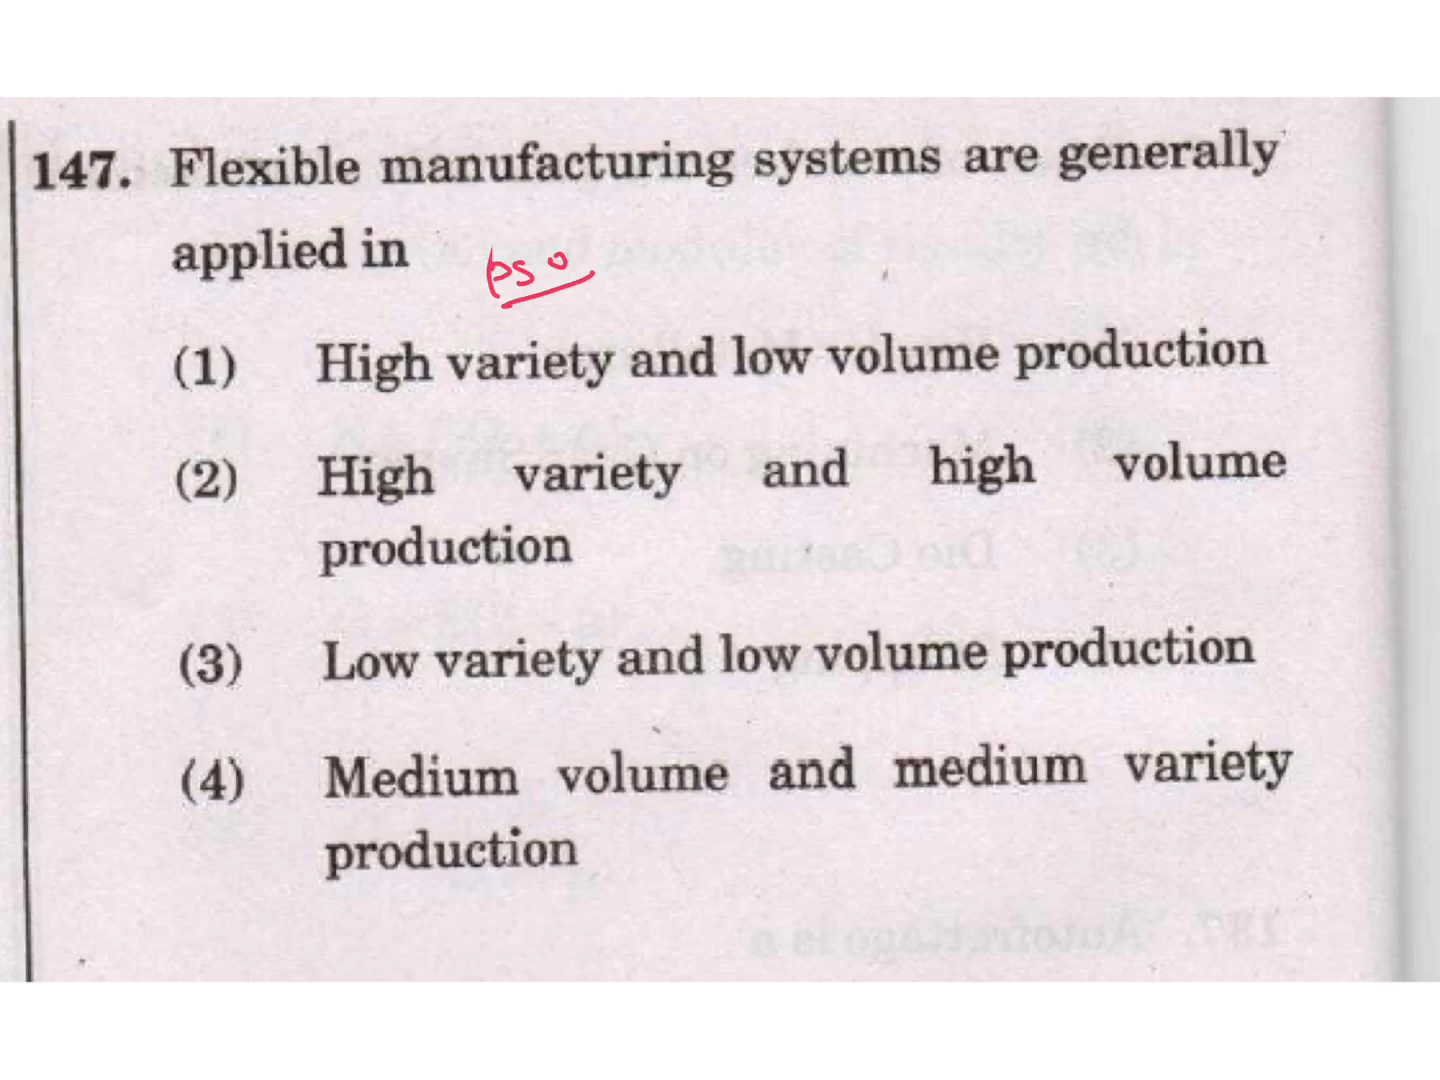 147. Flexible manufacturing systems are generally
applied in
pso
(1) High variety and low volume production
(2) High variety and high volume
production
(3) Low variety and low volume production
(4) Medium volume and medium variety
production